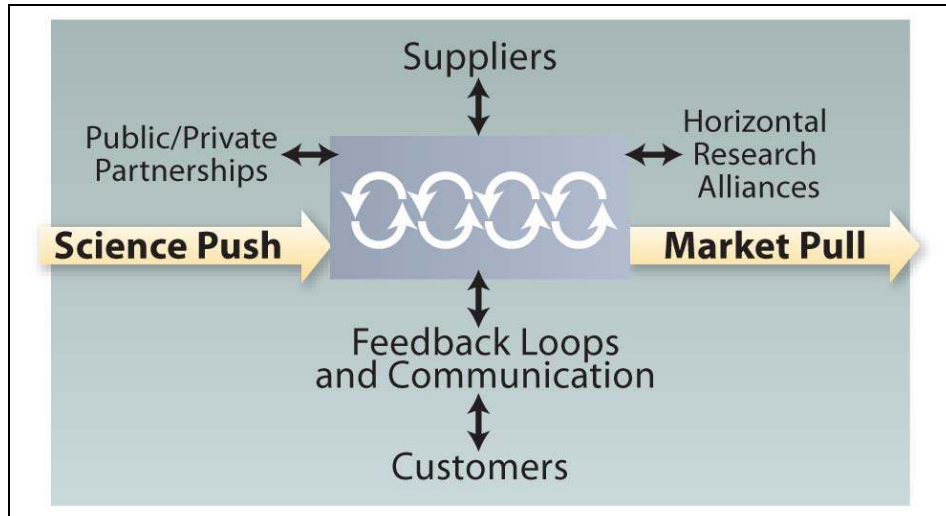 Suppliers
Public/Private
Partnerships
Horizontal
Research
Alliances
Science Push
Market Pull
Feedback Loops
and Communication
Customers